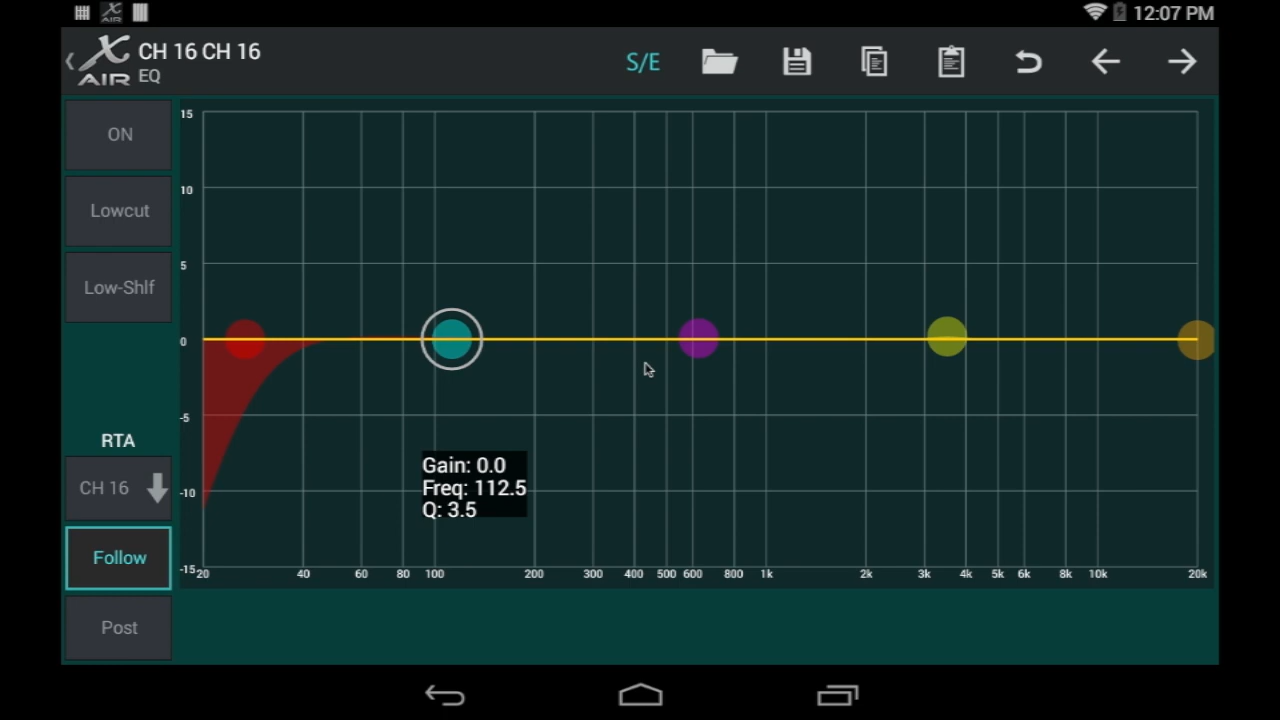 12:07 PM
X AIR
CH 16 CH 16
EQ
S/E
ON
Lowcut
Low-Shlf
RTA
CH 16
Follow
Post
15
10
5
0
-5
-10
-15
Gain: 0.0
Freq: 112.5
Q: 3.5
20 40 60 80 100 200 300 400 500 600 800 1k 2k 3k 4k 5k 6k 8k 10k 20k